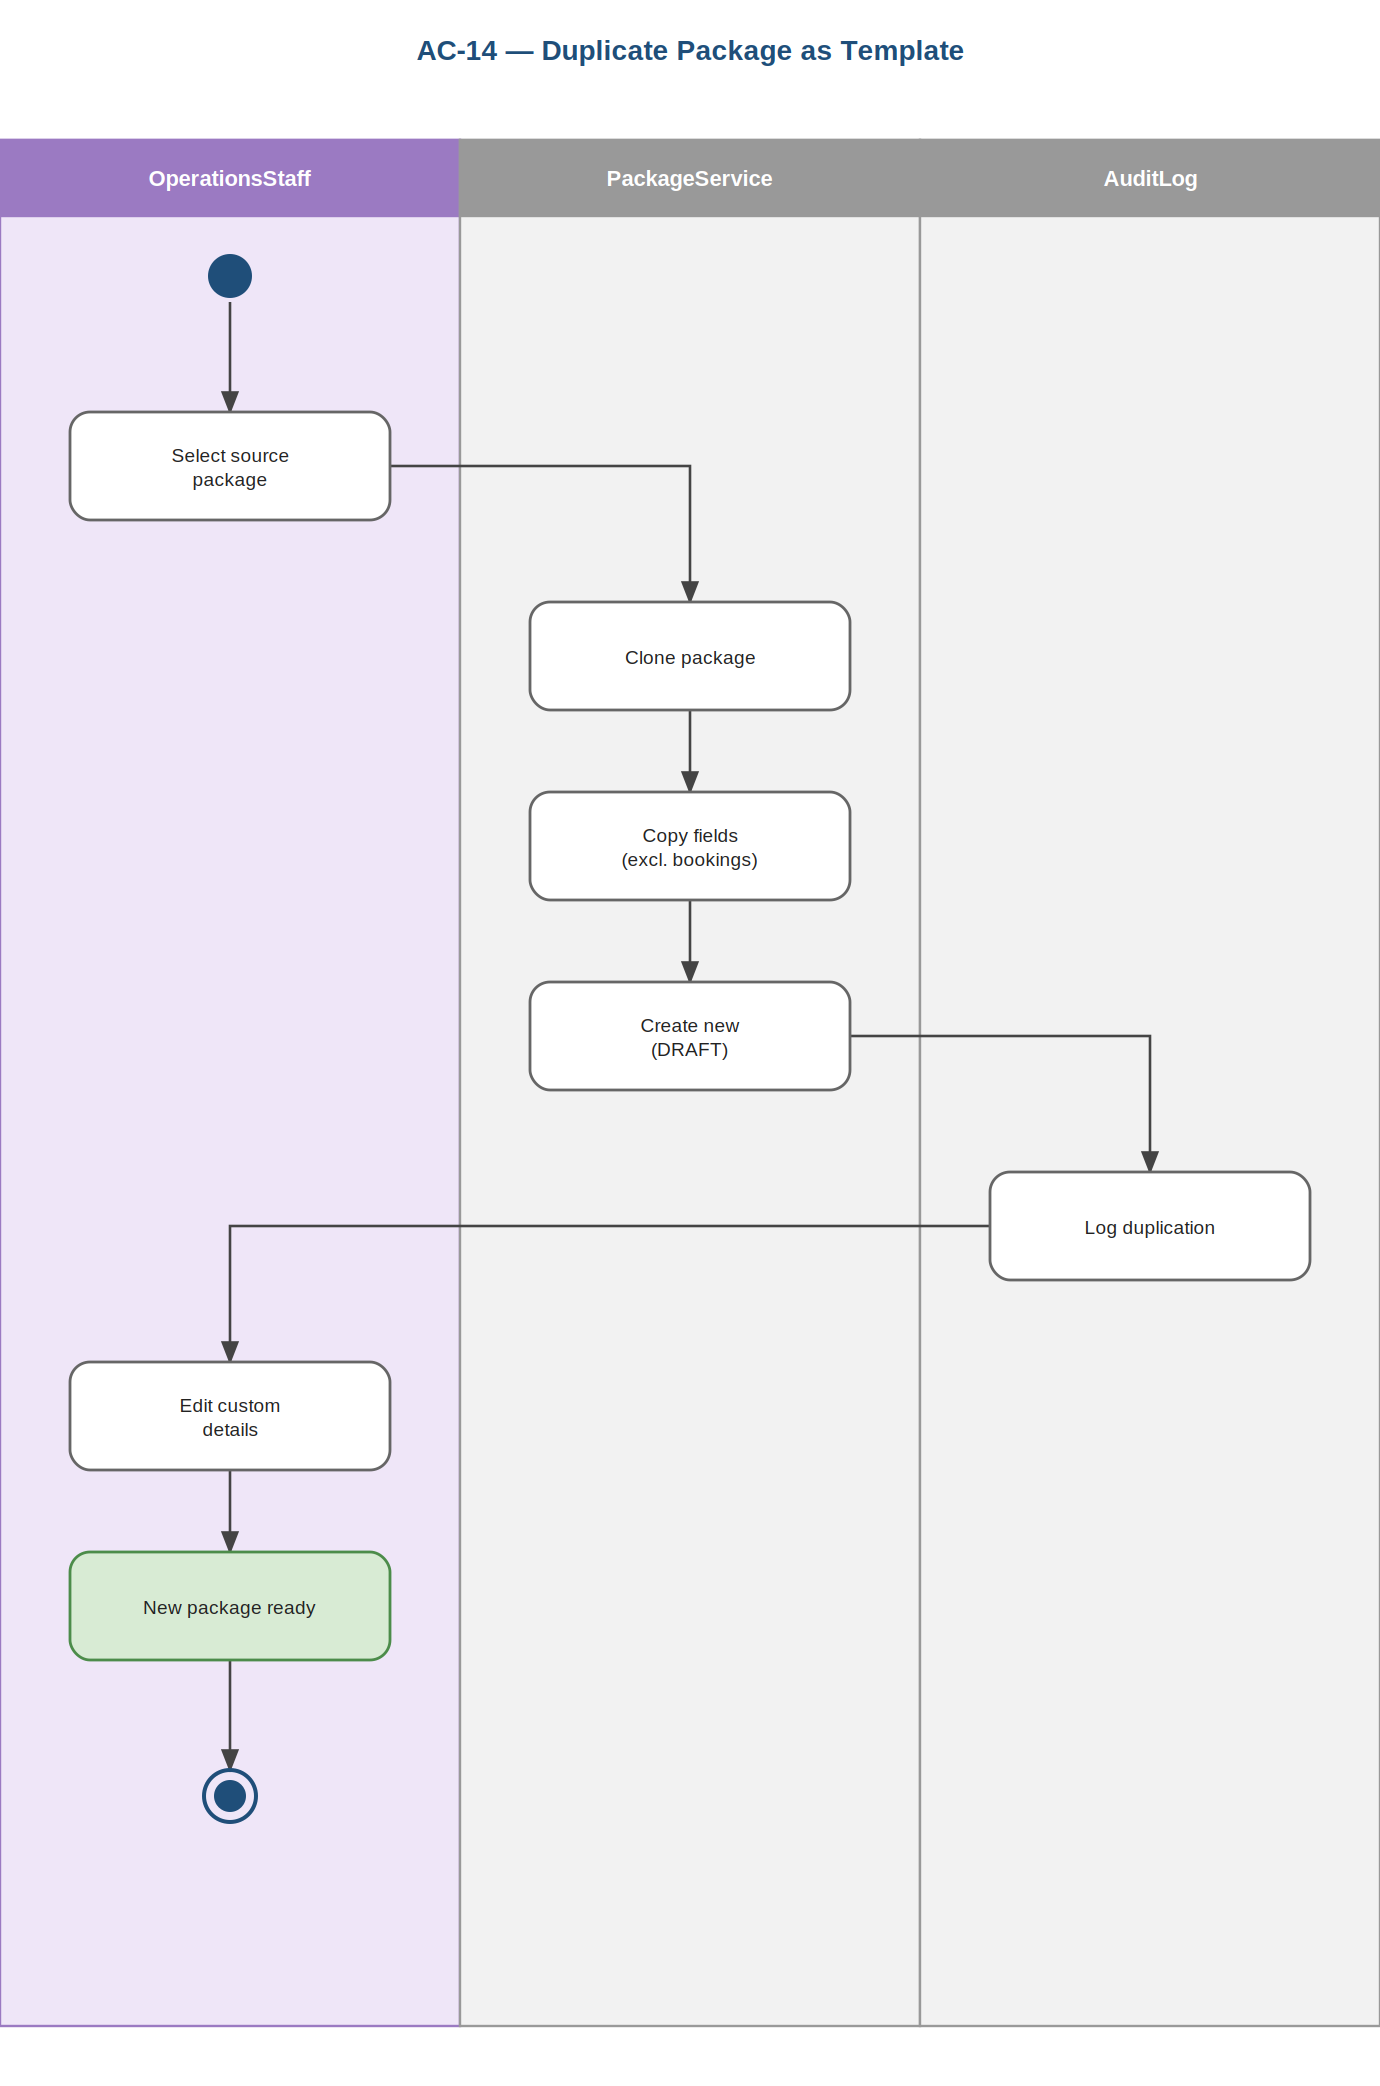 AC-14 — Duplicate Package as Template
OperationsStaff
PackageService
AuditLog
Select source
package
Clone package
Copy fields
(excl. bookings)
Create new
(DRAFT)
Log duplication
Edit custom
details
New package ready